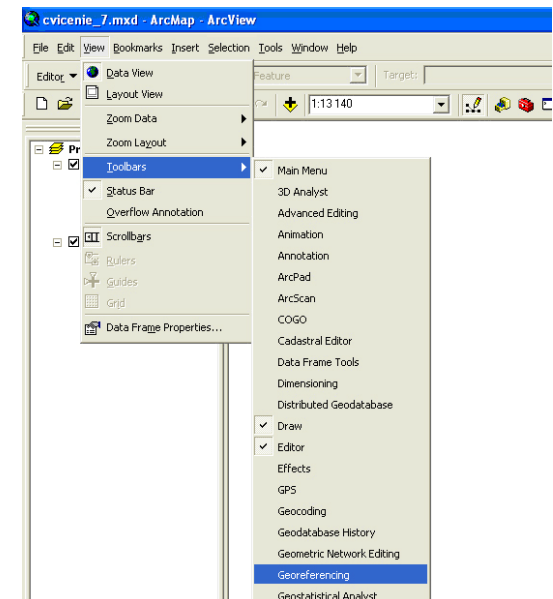 cvicenie_7.mxd - ArcMap - ArcView
File Edit View Bookmarks Insert Selection Tools Window Help
Editor Feature Target:
1:13 140
Data View
Layout View
Zoom Data
Zoom Layout
Toolbars
Status Bar
Overflow Annotation
Scrollbars
Rulers
Guides
Grid
Data Frame Properties...
Pr
Main Menu
3D Analyst
Advanced Editing
Animation
Annotation
ArcPad
ArcScan
COGO
Cadastral Editor
Data Frame Tools
Dimensioning
Distributed Geodatabase
Draw
Editor
Effects
GPS
Geocoding
Geodatabase History
Geometric Network Editing
Georeferencing
Geostatistical Analyst